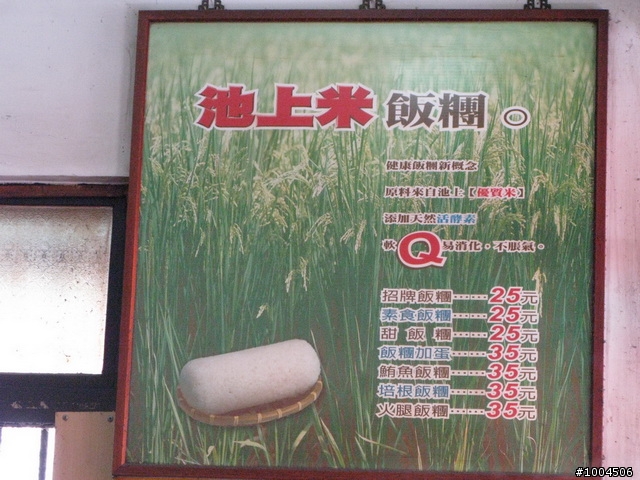 池上米飯糰。
健康飯糰新概念
原料來自池上【優質米】
添加天然活酵素
軟Q易消化，不脹氣。
招牌飯糰……25元
素食飯糰……25元
甜飯糰……25元
飯糰加蛋……35元
鮪魚飯糰……35元
培根飯糰……35元
火腿飯糰……35元
#1004506